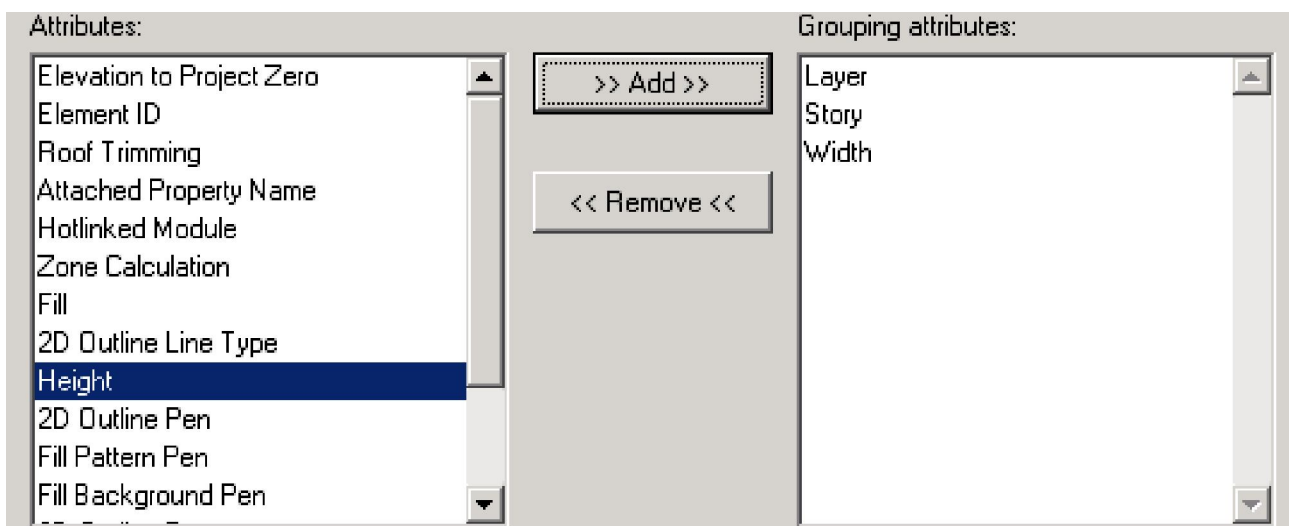 Attributes:
Elevation to Project Zero
Element ID
Roof Trimming
Attached Property Name
Hotlinked Module
Zone Calculation
Fill
2D Outline Line Type
Height
2D Outline Pen
Fill Pattern Pen
Fill Background Pen
>> Add >>
<< Remove <<
Grouping attributes:
Layer
Story
Width